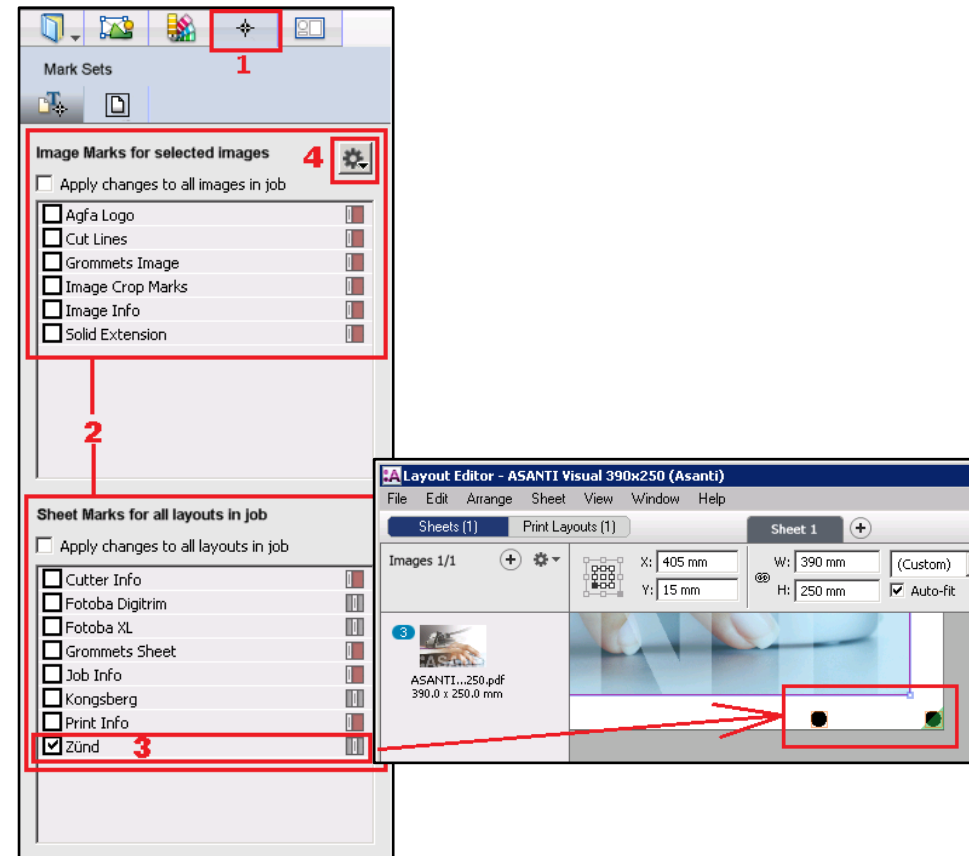 1
Mark Sets
Image Marks for selected images
4
Apply changes to all images in job
Agfa Logo
Cut Lines
Grommets Image
Image Crop Marks
Image Info
Solid Extension
2
Sheet Marks for all layouts in job
Apply changes to all layouts in job
Cutter Info
Fotoba Digitrim
Fotoba XL
Grommets Sheet
Job Info
Kongsberg
Print Info
Zünd 3
:A Layout Editor - ASANTI Visual 390x250 (Asanti)
File Edit Arrange Sheet View Window Help
Sheets (1) Print Layouts (1) Sheet 1
Images 1/1 X: 405 mm W: 390 mm (Custom)
Y: 15 mm H: 250 mm Auto-fit
3
ASANTI
ASANTI...250.pdf
390.0 x 250.0 mm